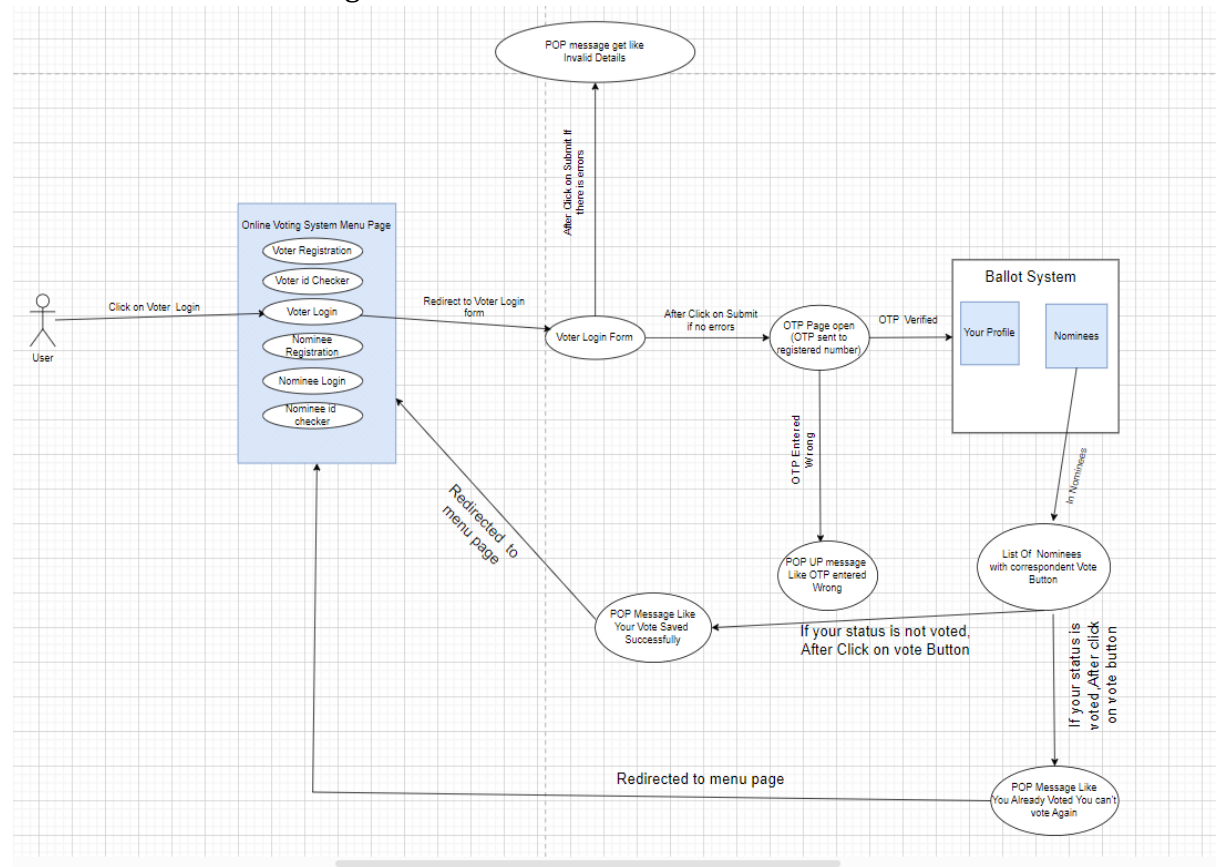 POP message get like
Invalid Details
After Click on Submit If
there is errors
Online Voting System Menu Page
Voter Registration
Voter id Checker
Voter Login
Nominee
Registration
Nominee Login
Nominee id
checker
Click on Voter Login
User
Redirect to Voter Login
form
Voter Login Form
After Click on Submit
if no errors
OTP Page open
(OTP sent to
registered number)
OTP Verified
Ballot System
Your Profile
Nominees
OTP Entered
Wrong
In Nominees
POP UP message
Like OTP entered
Wrong
List Of Nominees
with correspondent Vote
Button
Redirected to
menu page
POP Message Like
Your Vote Saved
Successfully
If your status is not voted,
After Click on vote Button
If your status is
voted,After click
on vote button
Redirected to menu page
POP Message Like
You Already Voted You can't
vote Again